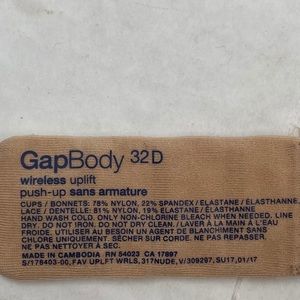 GapBody 32D
wireless uplift
push-up sans armature
CUPS / BONNETS: 78% NYLON, 22% SPANDEX / ELASTANE / ÉLASTHANNE,
LACE / DENTELLE: 81% NYLON, 19% ELASTANE / ÉLASTHANNE
HAND WASH COLD. ONLY NON-CHLORINE BLEACH WHEN NEEDED. LINE
DRY. DO NOT IRON. DO NOT DRY CLEAN. / LAVER À LA MAIN À L'EAU
FROIDE. UTILISER AU BESOIN UN AGENT DE BLANCHIMENT SANS
CHLORE UNIQUEMENT. SÉCHER SUR CORDE. NE PAS REPASSER.
NE PAS NETTOYER À SEC.
MADE IN CAMBODIA RN 54023 CA 17897
S/178403-00, FAV UPLIFT WRLS, 317NUDE, V/309297, SU17, 01/17